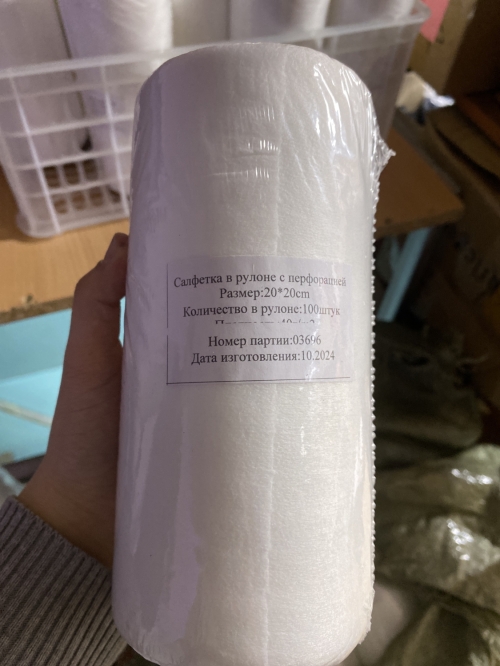 Салфетка в рулоне с перфорацией
Размер:20*20cm
Количество в рулоне:100штук
Номер партии:03696
Дата изготовления:10.2024